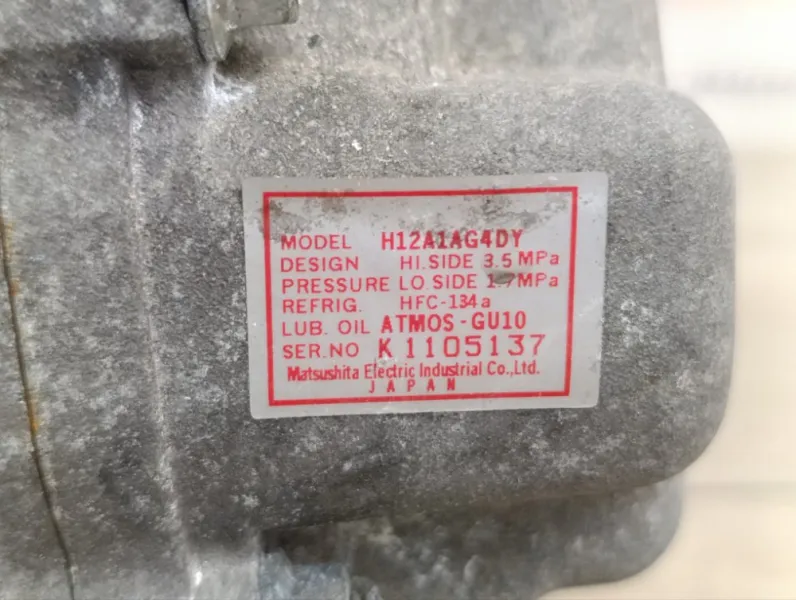 MODEL H12A1AG4DY
DESIGN HI.SIDE 3.5 MPa
PRESSURE LO.SIDE 1.7MPa
REFRIG. HFC-134a
LUB. OIL ATMOS-GU10
SER.NO K1105137
Matsushita Electric Industrial Co.,Ltd.
JAPAN